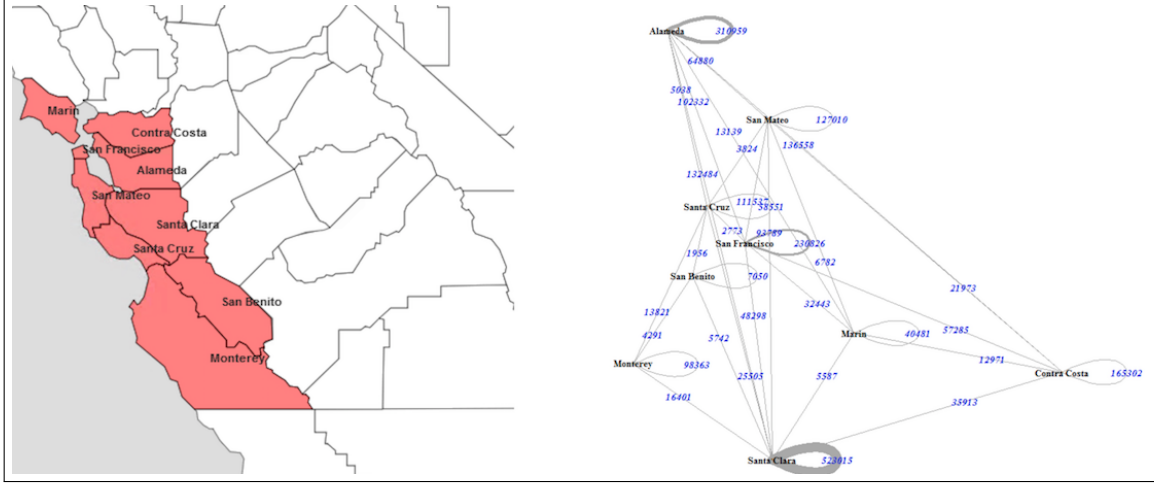 Marin
Contra Costa
San Francisco
Alameda
San Mateo
Santa Clara
Santa Cruz
San Benito
Monterey
Alameda
310959
64880
5038
102332
San Mateo
127010
13139
136558
3824
132484
Santa Cruz
111537
58551
2773
93789
San Francisco
230826
1956
6782
San Benito
7050
21973
32443
13821
48298
57285
4291
5742
Marin
40481
Monterey
98363
12971
25505
5587
Contra Costa
165302
16401
35913
Santa Clara
523015